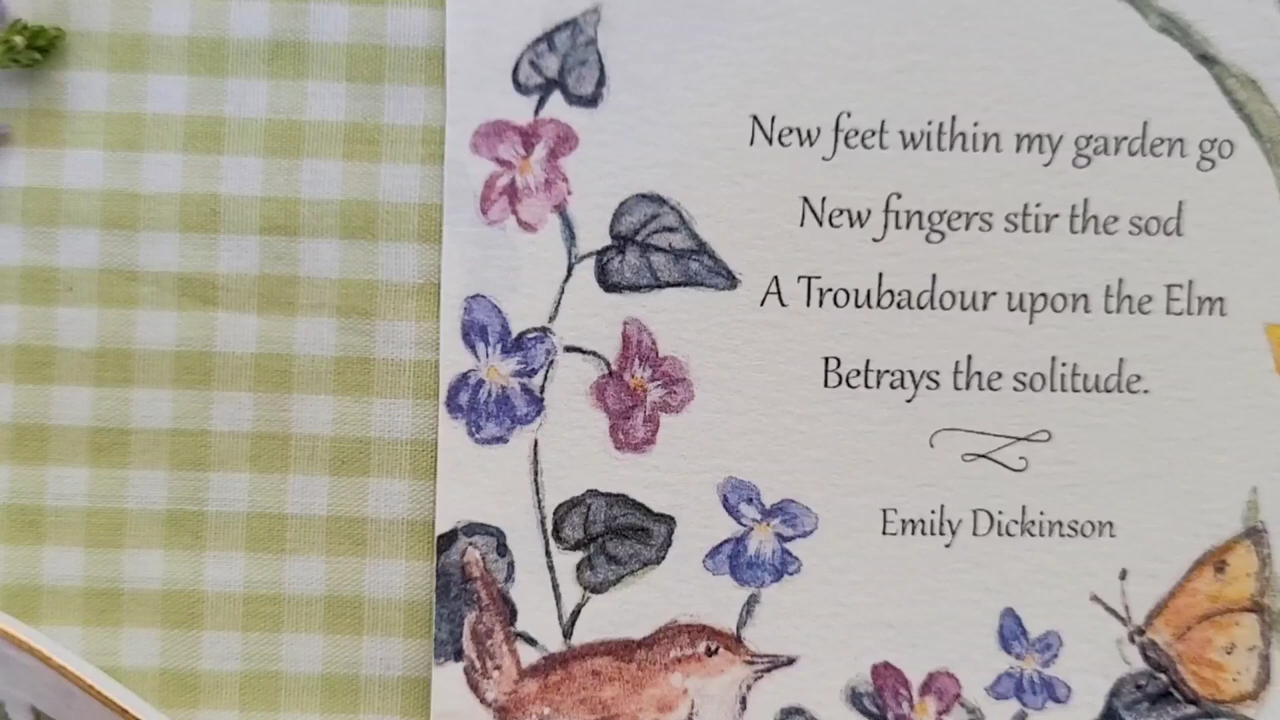 New feet within my garden go
New fingers stir the sod
A Troubadour upon the Elm
Betrays the solitude.
Emily Dickinson